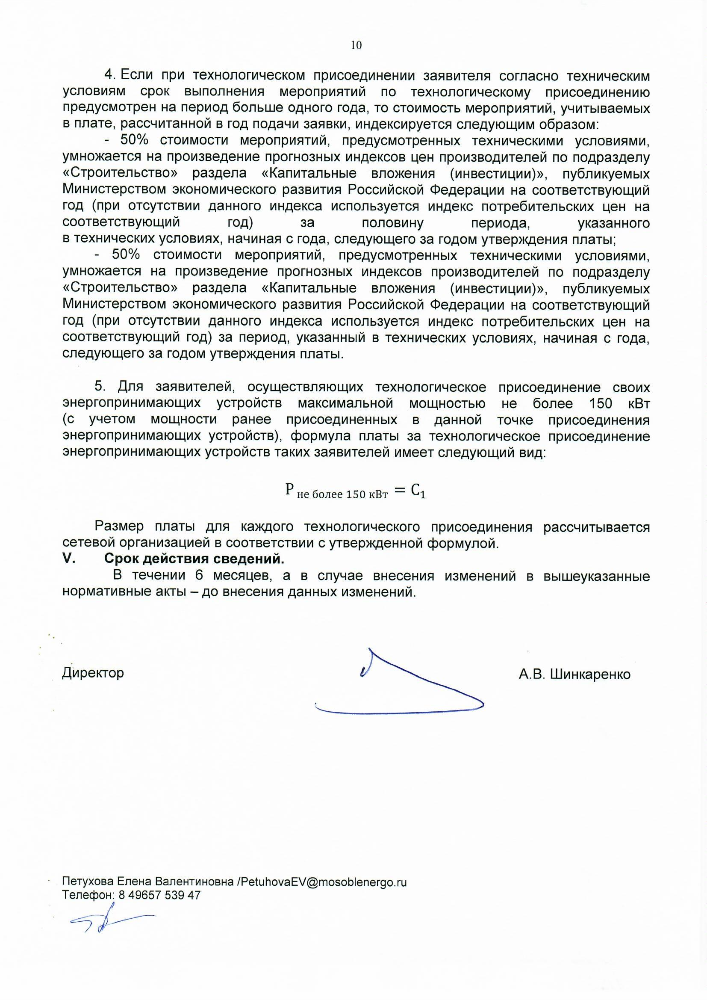 10
4. Если при технологическом присоединении заявителя согласно техническим
условиям срок выполнения мероприятий по технологическому присоединению
предусмотрен на период больше одного года, то стоимость мероприятий, учитываемых
в плате, рассчитанной в год подачи заявки, индексируется следующим образом:
- 50% стоимости мероприятий, предусмотренных техническими условиями,
умножается на произведение прогнозных индексов цен производителей по подразделу
«Строительство» раздела «Капитальные вложения (инвестиции)», публикуемых
Министерством экономического развития Российской Федерации на соответствующий
год (при отсутствии данного индекса используется индекс потребительских цен на
соответствующий год) за половину периода, указанного
в технических условиях, начиная с года, следующего за годом утверждения платы;
- 50% стоимости мероприятий, предусмотренных техническими условиями,
умножается на произведение прогнозных индексов производителей по подразделу
«Строительство» раздела «Капитальные вложения (инвестиции)», публикуемых
Министерством экономического развития Российской Федерации на соответствующий
год (при отсутствии данного индекса используется индекс потребительских цен на
соответствующий год) за период, указанный в технических условиях, начиная с года,
следующего за годом утверждения платы.
5. Для заявителей, осуществляющих технологическое присоединение своих
энергопринимающих устройств максимальной мощностью не более 150 кВт
(с учетом мощности ранее присоединенных в данной точке присоединения
энергопринимающих устройств), формула платы за технологическое присоединение
энергопринимающих устройств таких заявителей имеет следующий вид:
Р не более 150 кВт = С₁
Размер платы для каждого технологического присоединения рассчитывается
сетевой организацией в соответствии с утвержденной формулой.
V. Срок действия сведений.
В течении 6 месяцев, а в случае внесения изменений в вышеуказанные
нормативные акты – до внесения данных изменений.
Директор А.В. Шинкаренко
Петухова Елена Валентиновна /PetuhovaEV@mosoblenergo.ru
Телефон: 8 49657 539 47